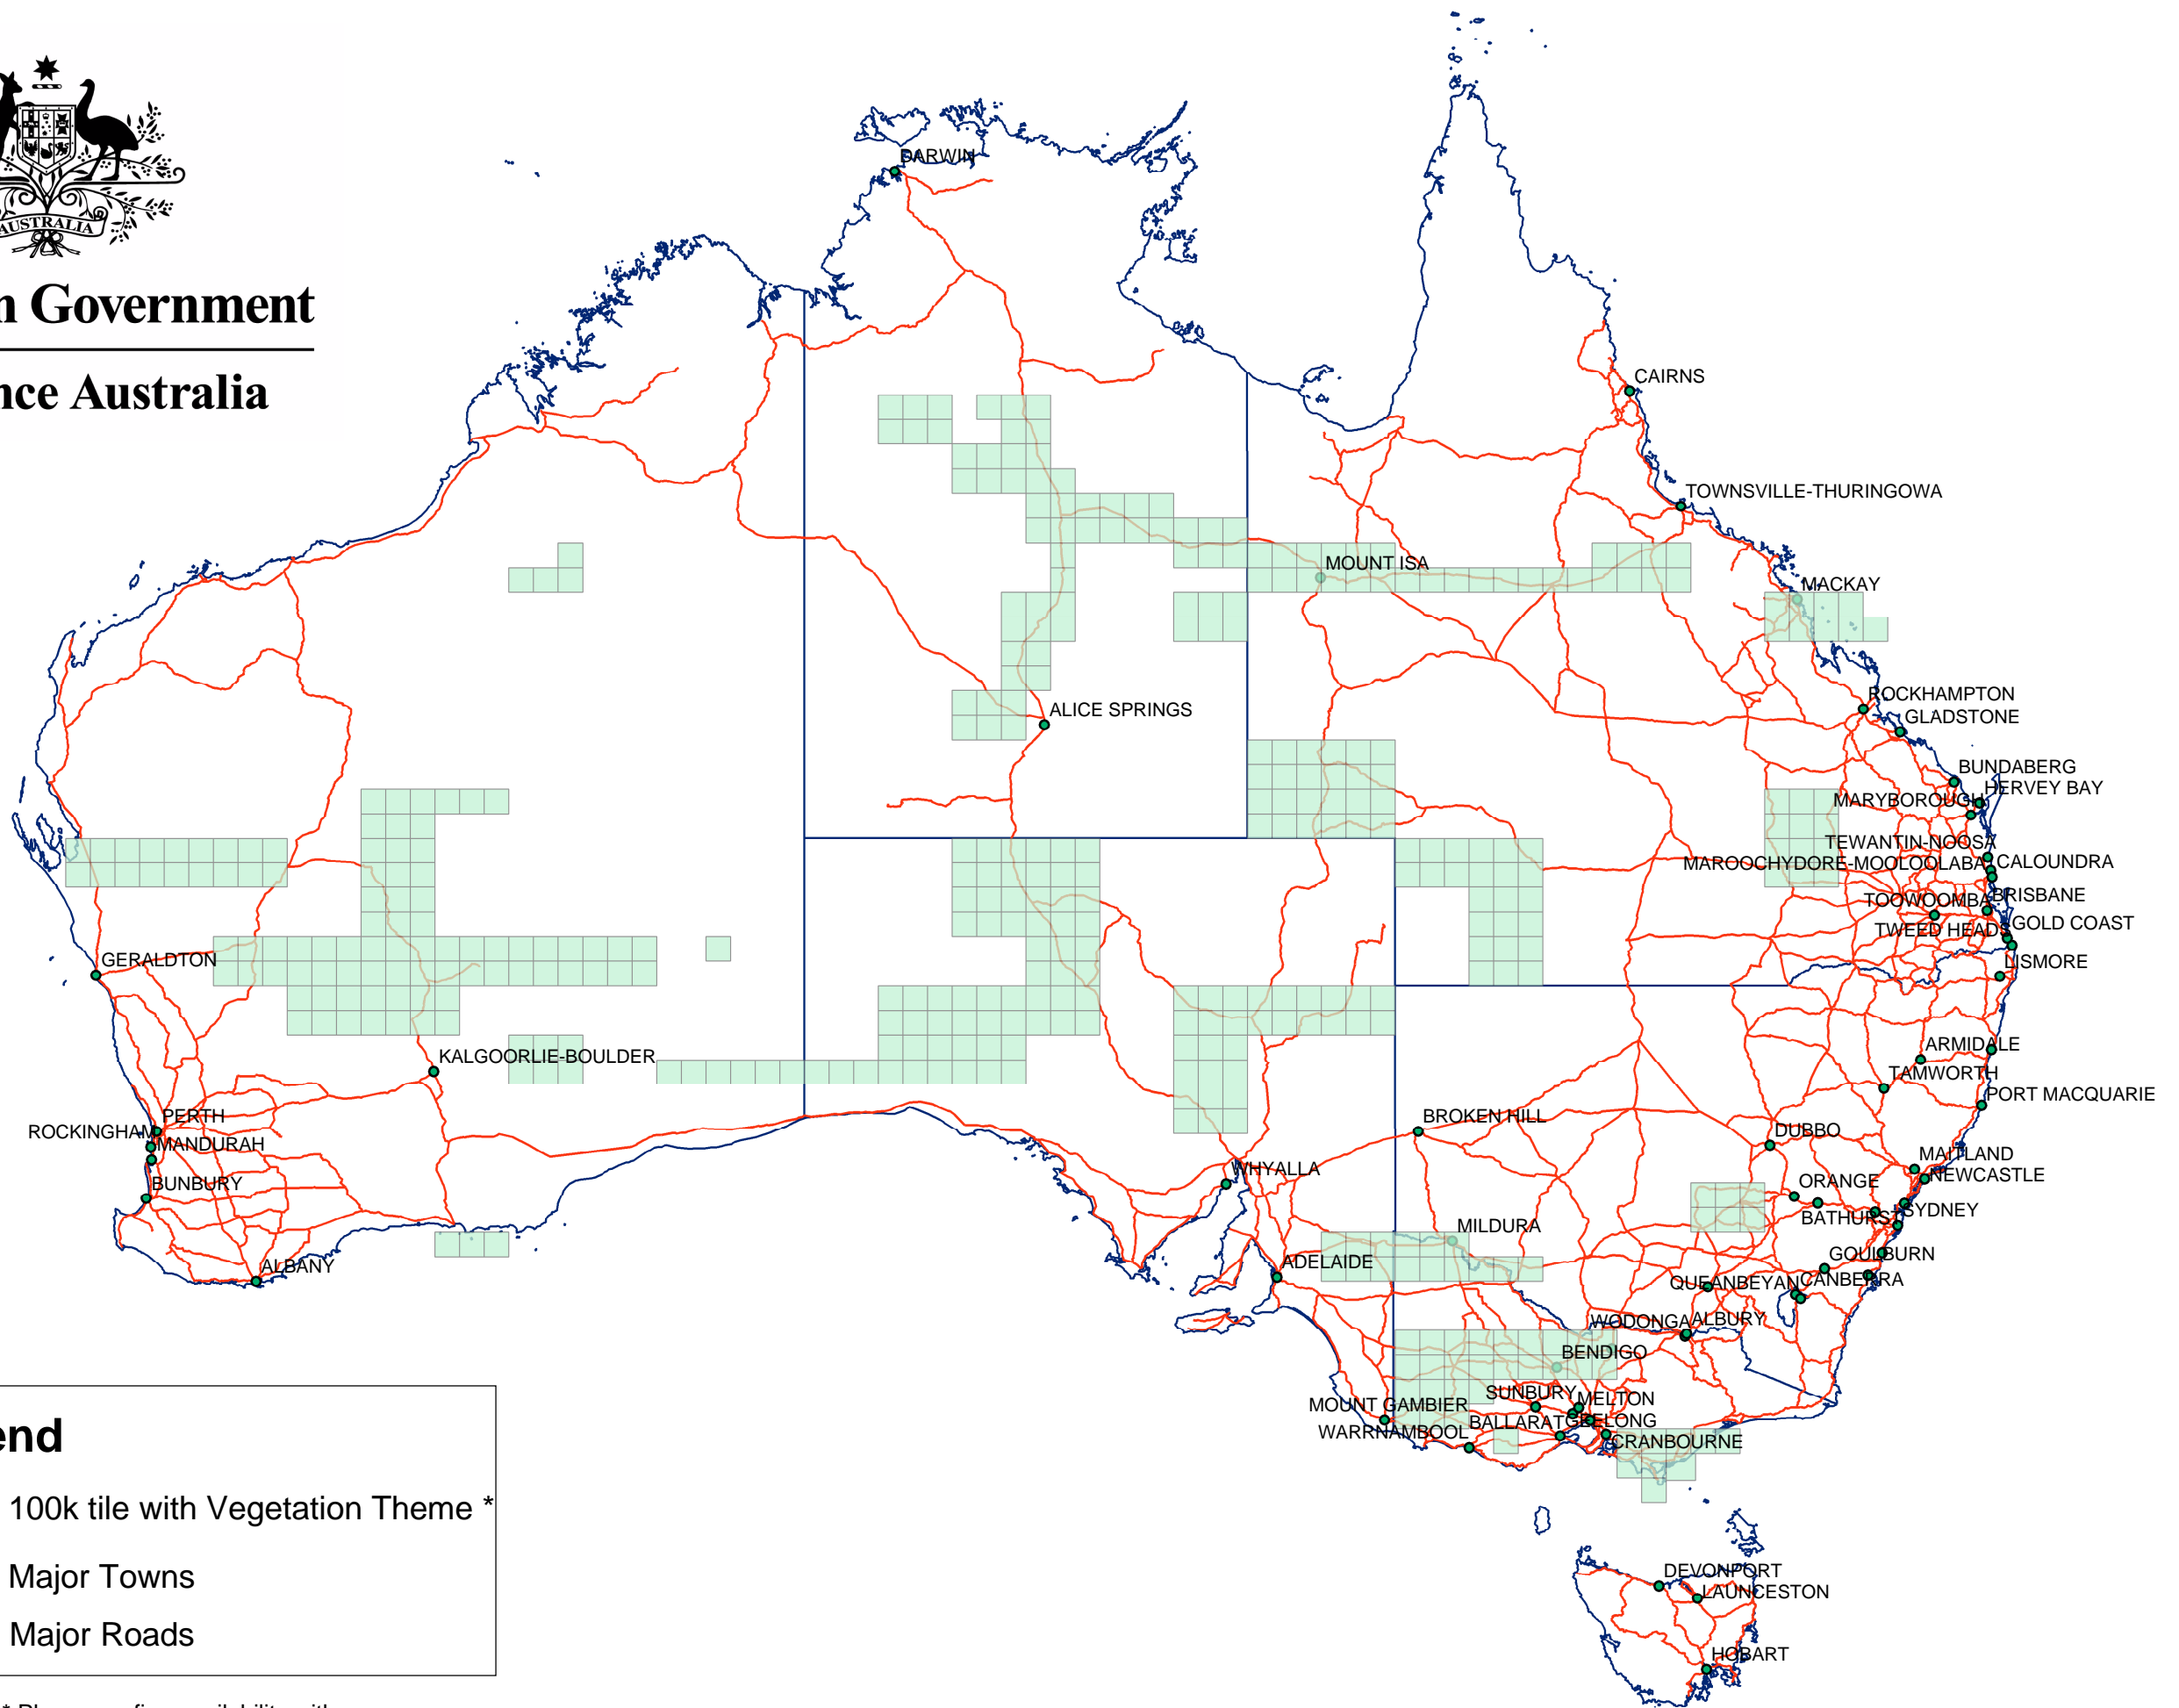 AUSTRALIA
n Government
nce Australia
DARWIN
CAIRNS
TOWNSVILLE-THURINGOWA
MOUNT ISA
MACKAY
ROCKHAMPTON
ALICE SPRINGS
GLADSTONE
BUNDABERG
HERVEY BAY
MARYBOROUGH
TEWANTIN-NOOSA
MAROOCHYDORE-MOOLOOLABA
CALOUNDRA
BRISBANE
TOOWOOMBA
GOLD COAST
TWEED HEADS
GERALDTON
LISMORE
ARMIDALE
KALGOORLIE-BOULDER
TAMWORTH
PORT MACQUARIE
PERTH
BROKEN HILL
ROCKINGHAM
DUBBO
MANDURAH
MAITLAND
WHYALLA
NEWCASTLE
BUNBURY
ORANGE
SYDNEY
BATHURST
MILDURA
GOULBURN
ADELAIDE
ALBANY
QUEANBEYAN
CANBERRA
WODONGA
ALBURY
BENDIGO
SUNBURY
MELTON
MOUNT GAMBIER
BALLARAT
GEELONG
WARRNAMBOOL
CRANBOURNE
end
100k tile with Vegetation Theme *
Major Towns
Major Roads
DEVONPORT
LAUNCESTON
HOBART